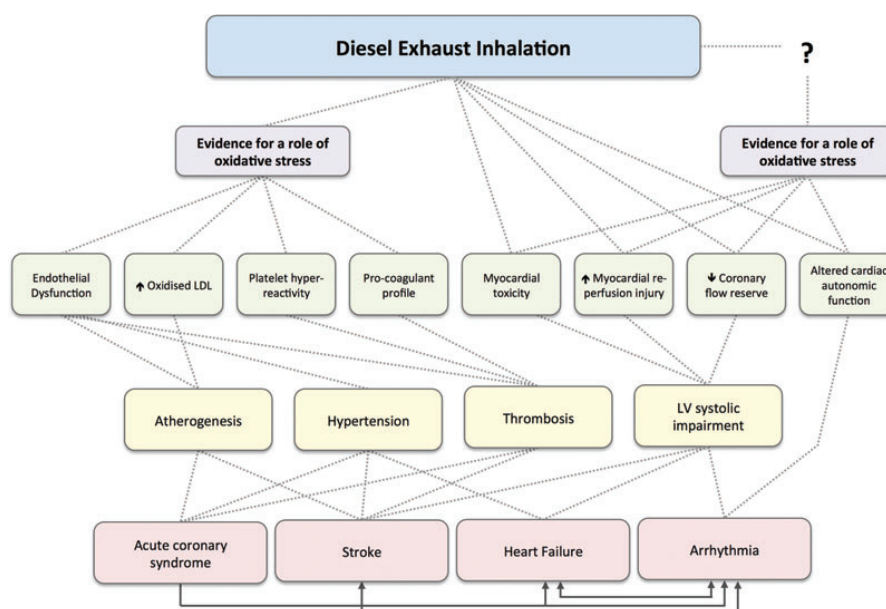 Diesel Exhaust Inhalation
?
Evidence for a role of
oxidative stress
Evidence for a role of
oxidative stress
Endothelial
Dysfunction
↑ Oxidised LDL
Platelet hyper-
reactivity
Pro-coagulant
profile
Myocardial
toxicity
↑ Myocardial re-
perfusion injury
↓ Coronary
flow reserve
Altered cardiac
autonomic
function
Atherogenesis
Hypertension
Thrombosis
LV systolic
impairment
Acute coronary
syndrome
Stroke
Heart Failure
Arrhythmia